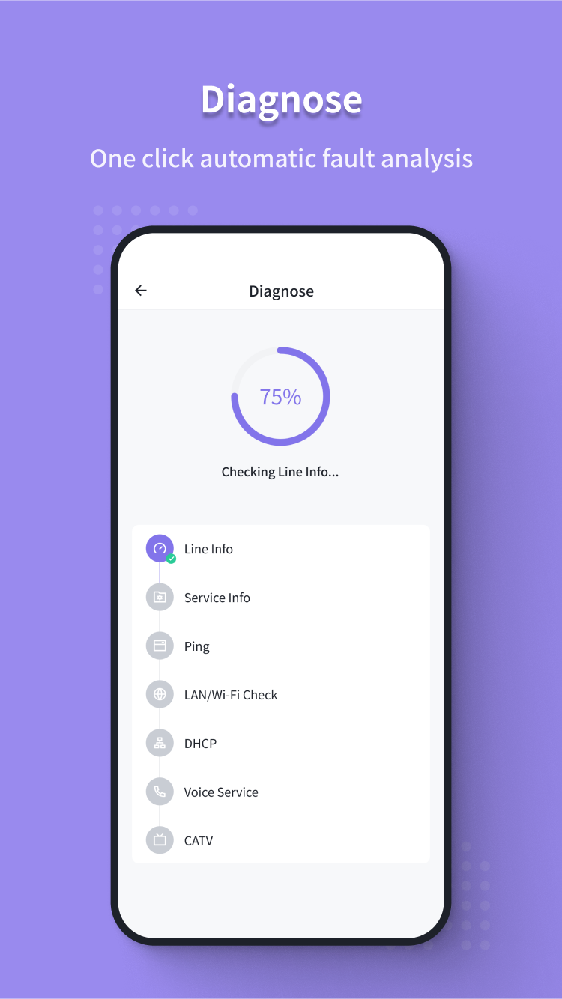 Diagnose
One click automatic fault analysis
Diagnose
75%
Checking Line Info...
Line Info
Service Info
Ping
LAN/Wi-Fi Check
DHCP
Voice Service
CATV